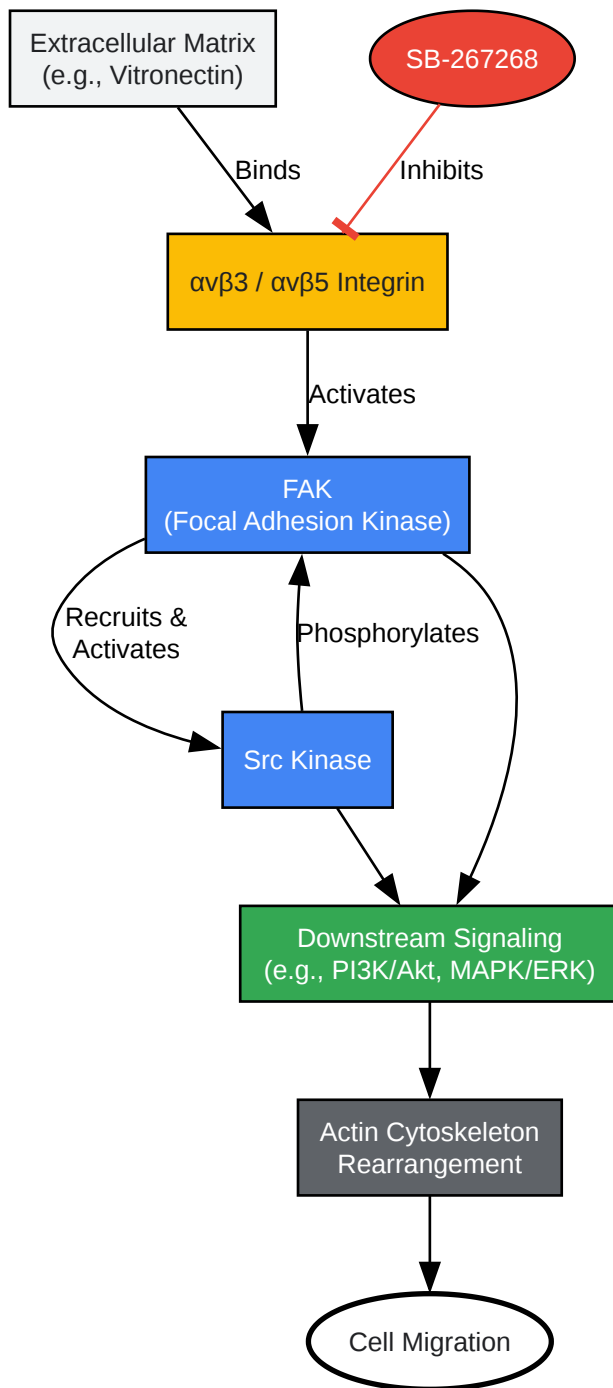 Extracellular Matrix
(e.g., Vitronectin)
SB-267268
Binds
Inhibits
αvβ3 / αvβ5 Integrin
Activates
FAK
(Focal Adhesion Kinase)
Recruits &
Activates
Phosphorylates
Src Kinase
Downstream Signaling
(e.g., PI3K/Akt, MAPK/ERK)
Actin Cytoskeleton
Rearrangement
Cell Migration